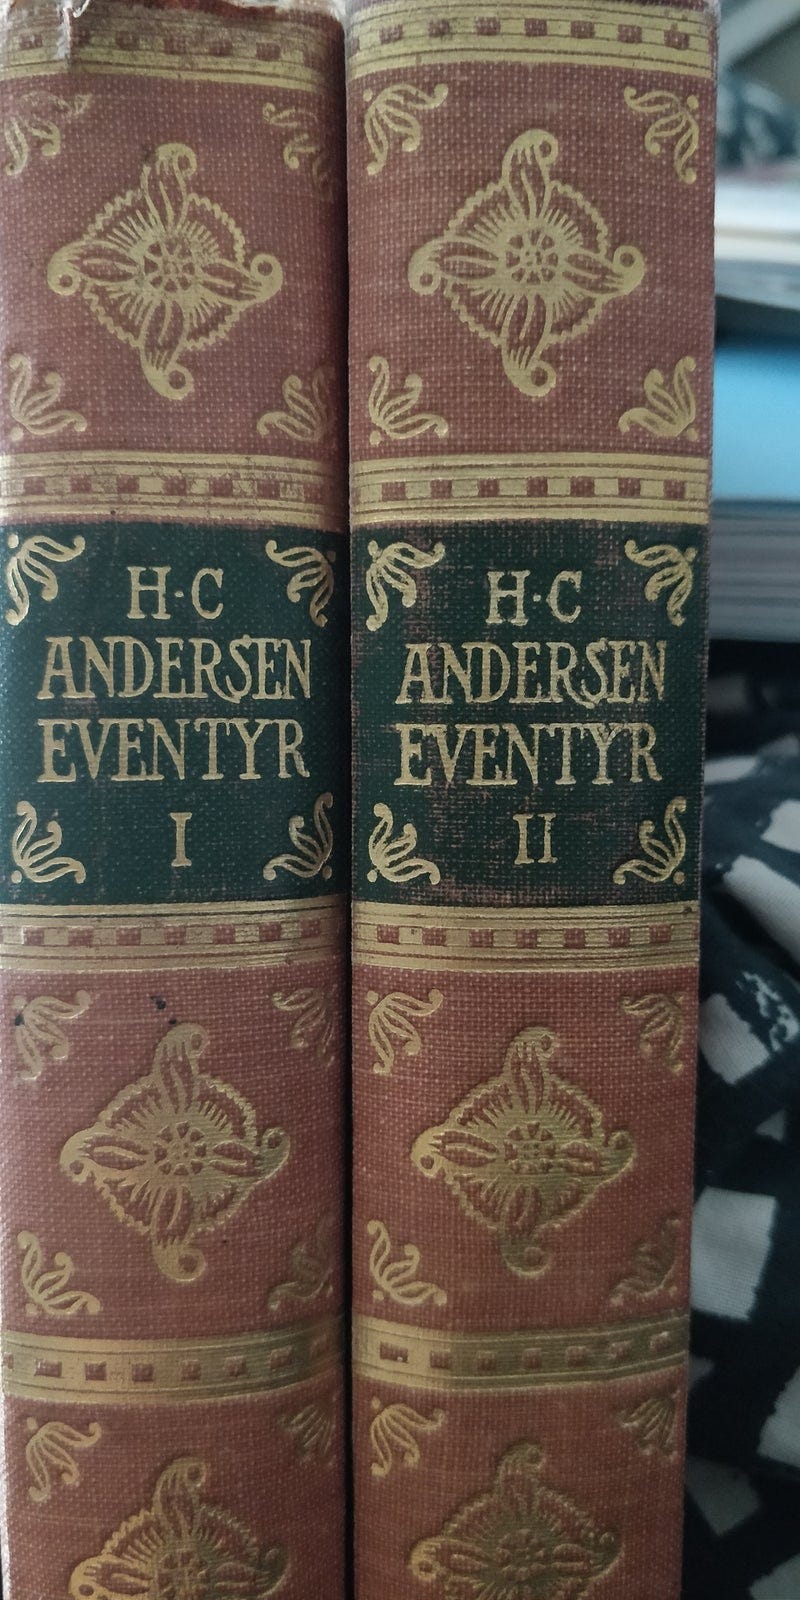 H·C
ANDERSEN
EVENTYR
I
H·C
ANDERSEN
EVENTYR
II